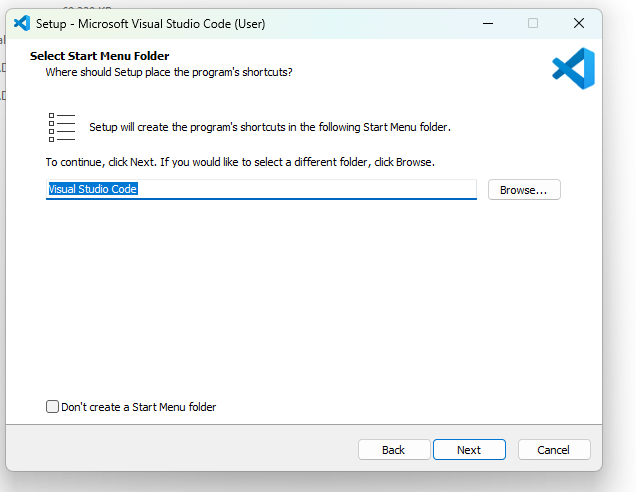 Setup - Microsoft Visual Studio Code (User)
Select Start Menu Folder
Where should Setup place the program's shortcuts?
Setup will create the program's shortcuts in the following Start Menu folder.
To continue, click Next. If you would like to select a different folder, click Browse.
Visual Studio Code
Browse...
Don't create a Start Menu folder
Back
Next
Cancel